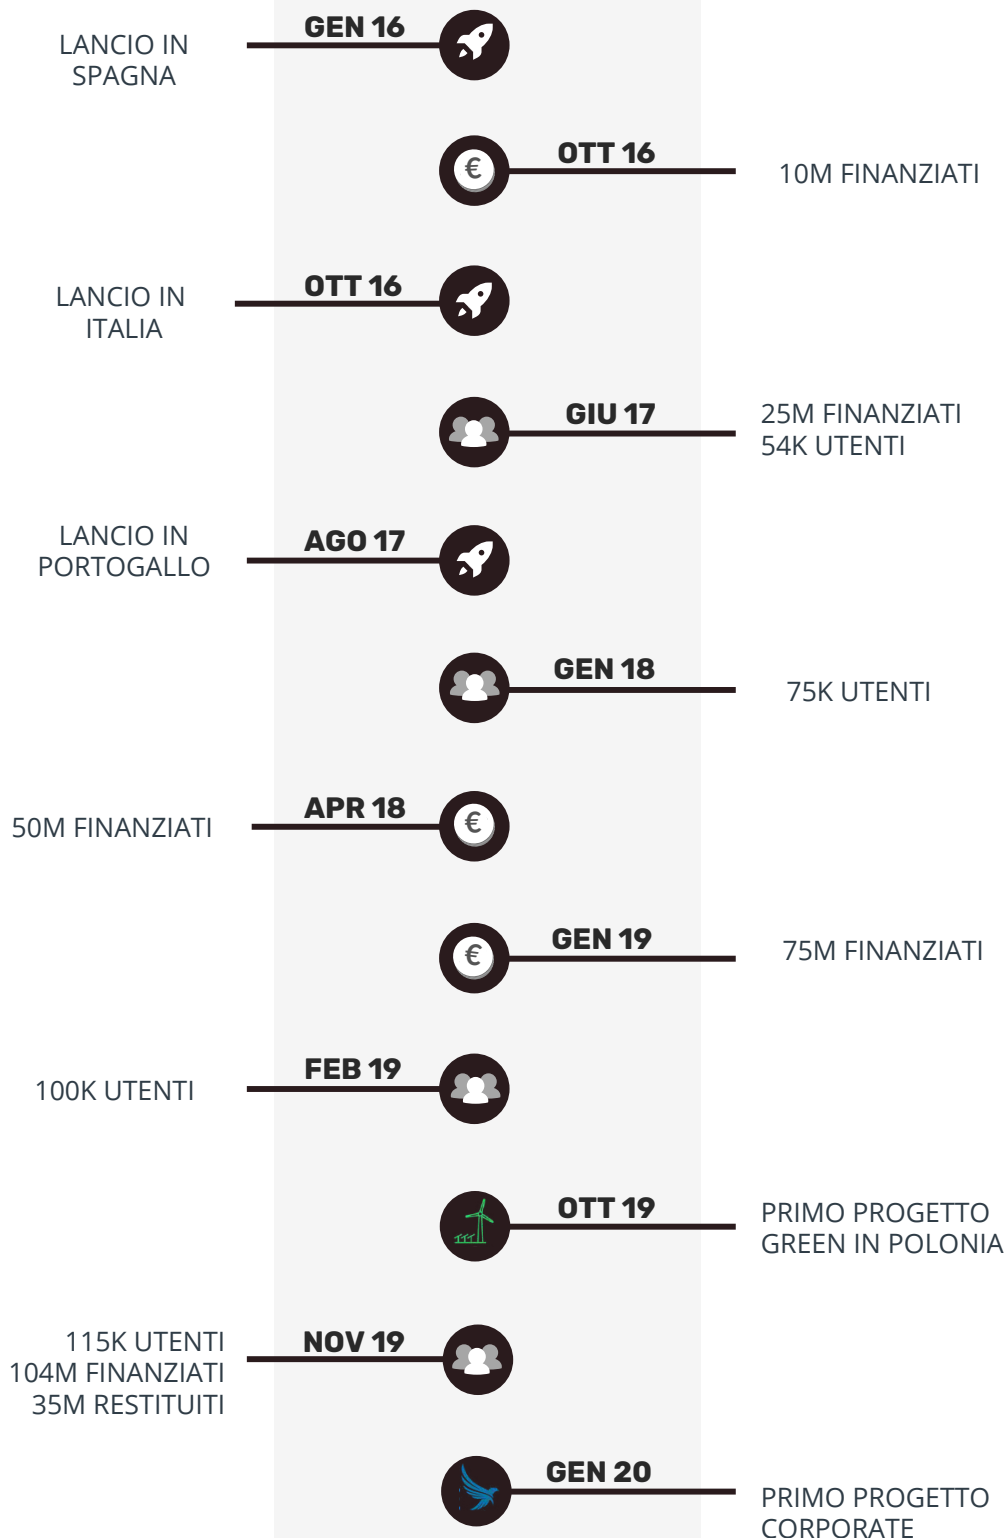 GEN 16
LANCIO IN
SPAGNA
€
OTT 16
10M FINANZIATI
OTT 16
LANCIO IN
ITALIA
GIU 17
25M FINANZIATI
54K UTENTI
AGO 17
LANCIO IN
PORTOGALLO
GEN 18
75K UTENTI
APR 18
50M FINANZIATI
€
GEN 19
75M FINANZIATI
€
FEB 19
100K UTENTI
OTT 19
PRIMO PROGETTO
GREEN IN POLONIA
NOV 19
115K UTENTI
104M FINANZIATI
35M RESTITUITI
GEN 20
PRIMO PROGETTO
CORPORATE